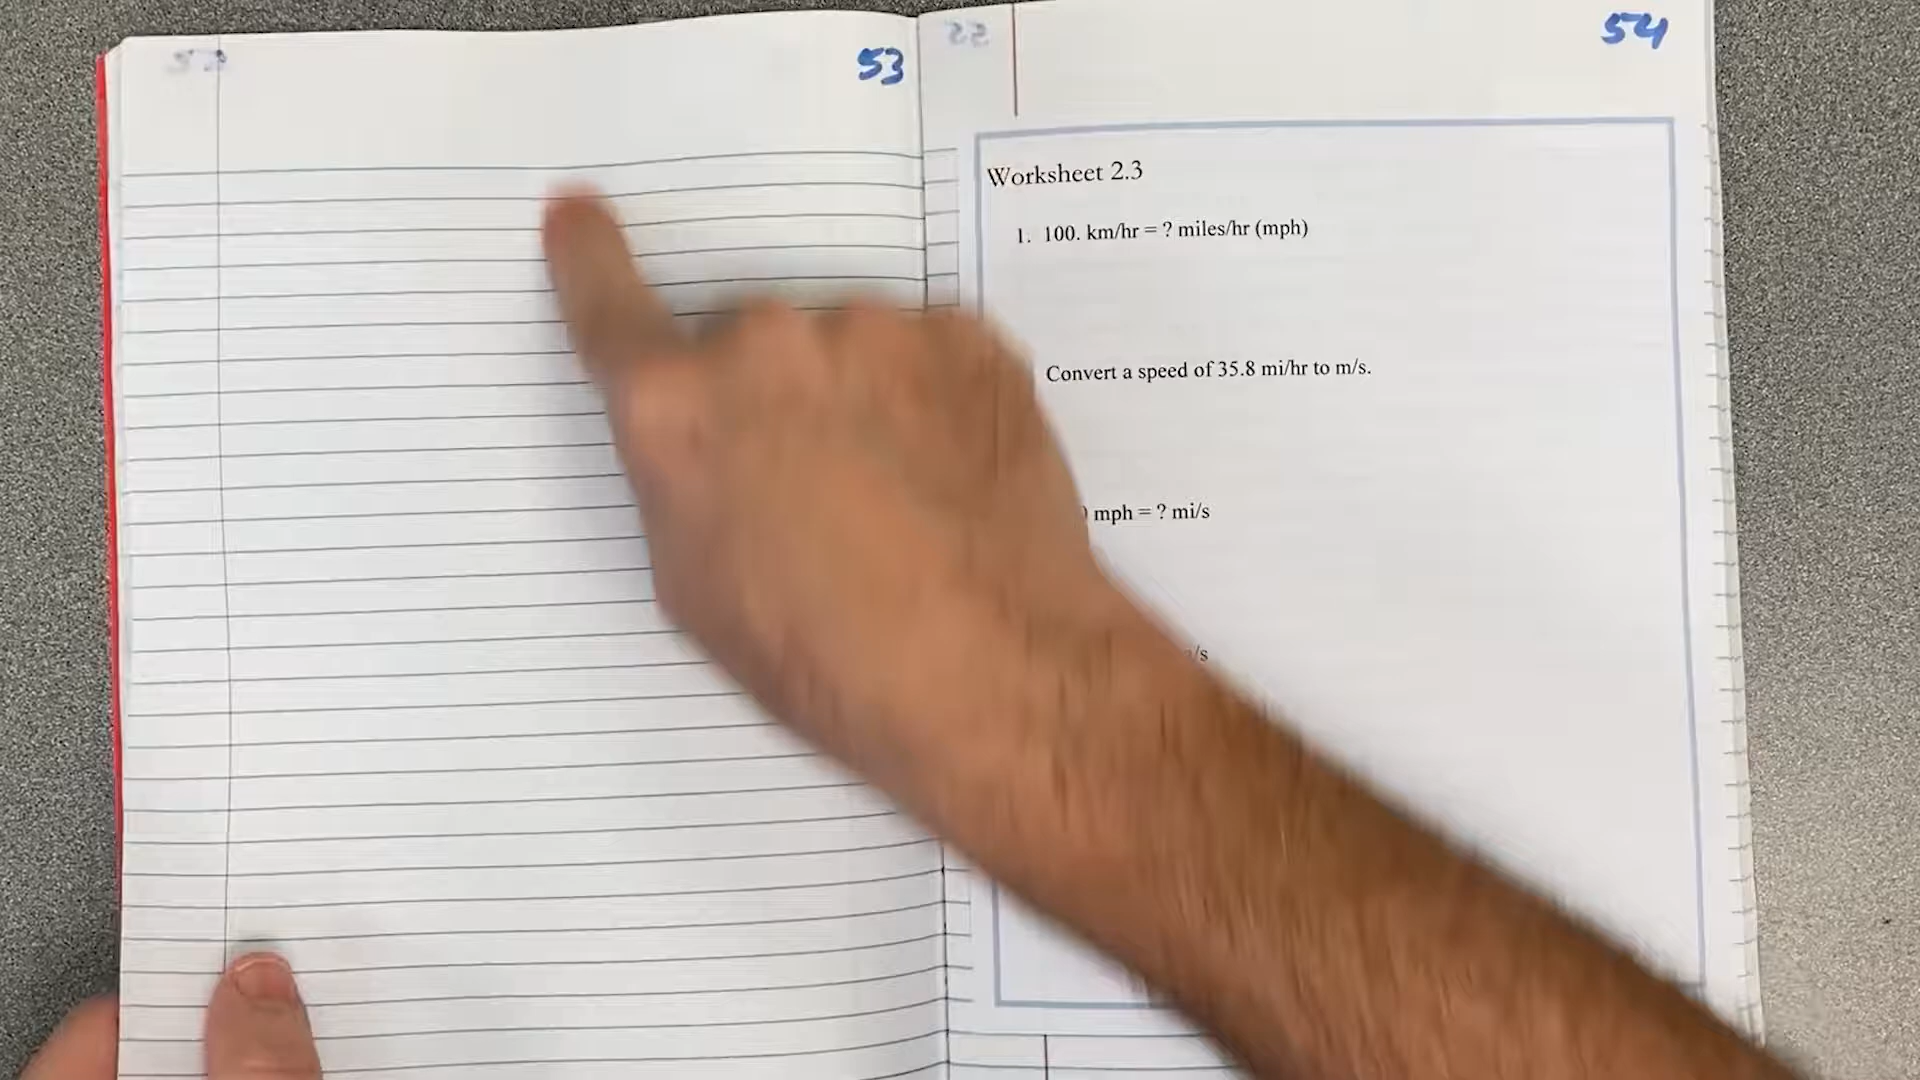 53
54
Worksheet 2.3
1. 100. km/hr = ? miles/hr (mph)
Convert a speed of 35.8 mi/hr to m/s.
mph = ? mi/s
/s